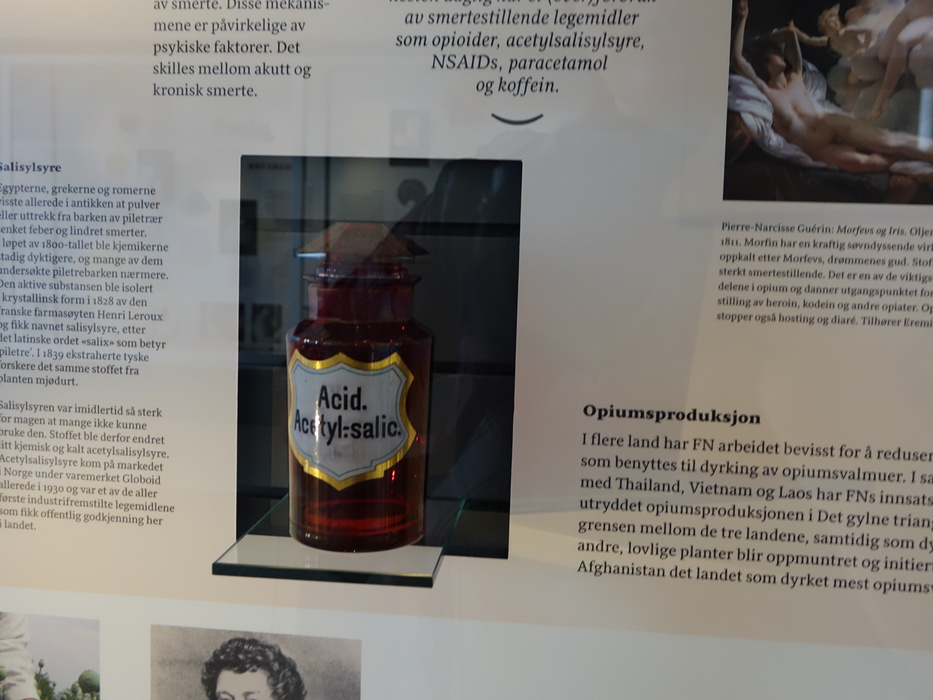 av smerte. Disse mekanis-
mene er påvirkelige av
psykiske faktorer. Det
skilles mellom akutt og
kronisk smerte.
av smertestillende legemidler
som opioider, acetylsalisylsyre,
NSAIDs, paracetamol
og koffein.
Salisylsyre
Egypterne, grekerne og romerne
visste allerede i antikken at pulver
eller uttrekk fra barken av piletrær
senket feber og lindret smerter.
løpet av 1800-tallet ble kjemikerne
stadig dyktigere, og mange av dem
undersøkte piletrebarken nærmere.
Den aktive substansen ble isolert
krystallinsk form i 1828 av den
franske farmasøyten Henri Leroux
og fikk navnet salisylsyre, etter
det latinske ordet «salix» som betyr
'piletre'. I 1839 ekstraherte tyske
forskere det samme stoffet fra
planten mjødurt.
Salisylsyren var imidlertid så sterk
for magen at mange ikke kunne
bruke den. Stoffet ble derfor endret
litt kjemisk og kalt acetylsalisylsyre.
Acetylsalisylsyre kom på markedet
i Norge under varemerket Globoid
allerede i 1930 og var et av de aller
første industrifremstilte legemidlene
som fikk offentlig godkjenning her
i landet.
Acid.
Acetyl-salic.
Pierre-Narcisse Guérin: Morfevs og Iris. Oljer
1811. Morfin har en kraftig søvndyssende vir
oppkalt etter Morfevs, drømmenes gud. Stof
sterkt smertestillende. Det er en av de viktigs
delene i opium og danner utgangspunktet for
stilling av heroin, kodein og andre opiater. Op
stopper også hosting og diaré. Tilhører Eremi
Opiumsproduksjon
I flere land har FN arbeidet bevisst for å reduser
som benyttes til dyrking av opiumsvalmuer. I sa
med Thailand, Vietnam og Laos har FNs innsats
utryddet opiumsproduksjonen i Det gylne trian
grensen mellom de tre landene, samtidig som dy
andre, lovlige planter blir oppmuntret og initier
Afghanistan det landet som dyrket mest opiums